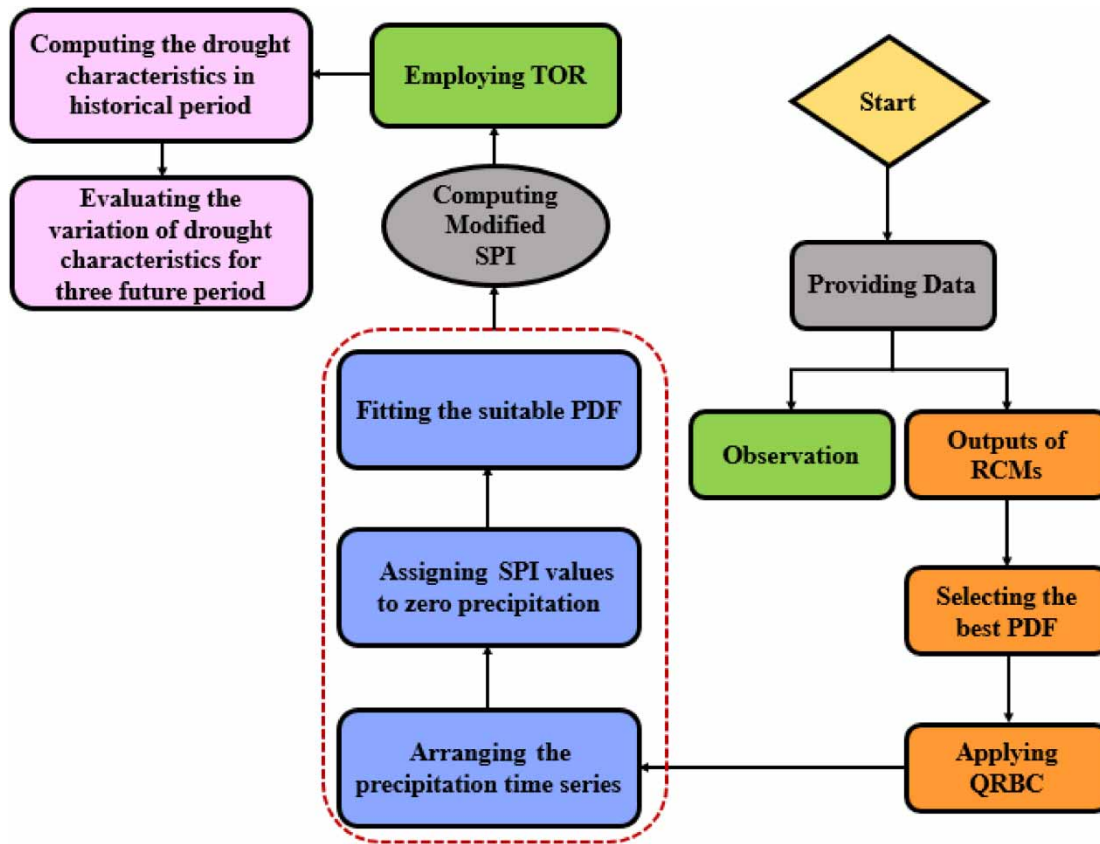 Start
Providing Data
Observation
Outputs of
RCMs
Selecting the
best PDF
Applying
QRBC
Arranging the
precipitation time series
Assigning SPI values
to zero precipitation
Fitting the suitable PDF
Computing
Modified
SPI
Employing TOR
Computing the drought
characteristics in
historical period
Evaluating the
variation of drought
characteristics for
three future period